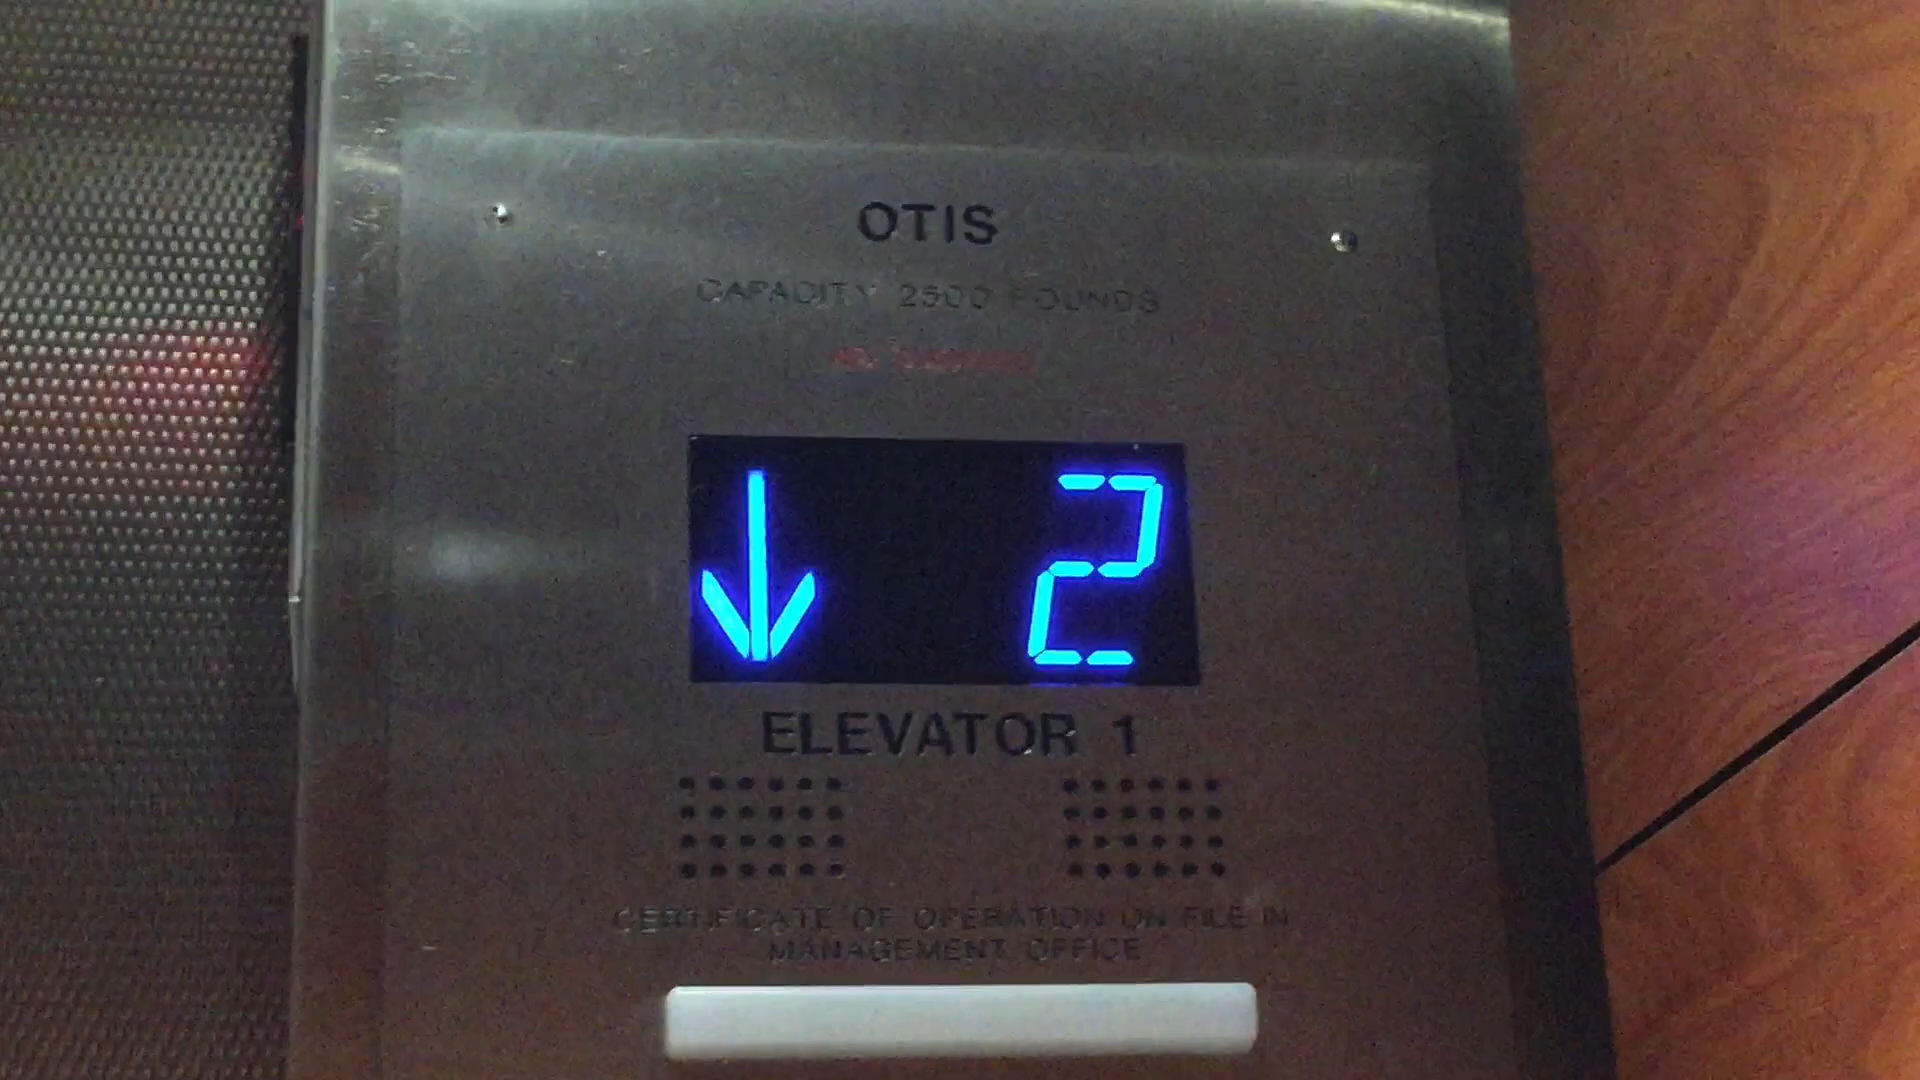 OTIS
CAPACITY 2500 POUNDS
↓ 2
ELEVATOR 1
CERTIFICATE OF OPERATION ON FILE IN
MANAGEMENT OFFICE